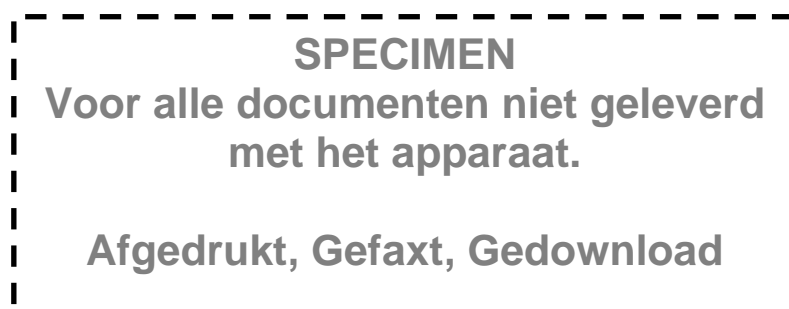 SPECIMEN
Voor alle documenten niet geleverd
met het apparaat.
Afgedrukt, Gefaxt, Gedownload